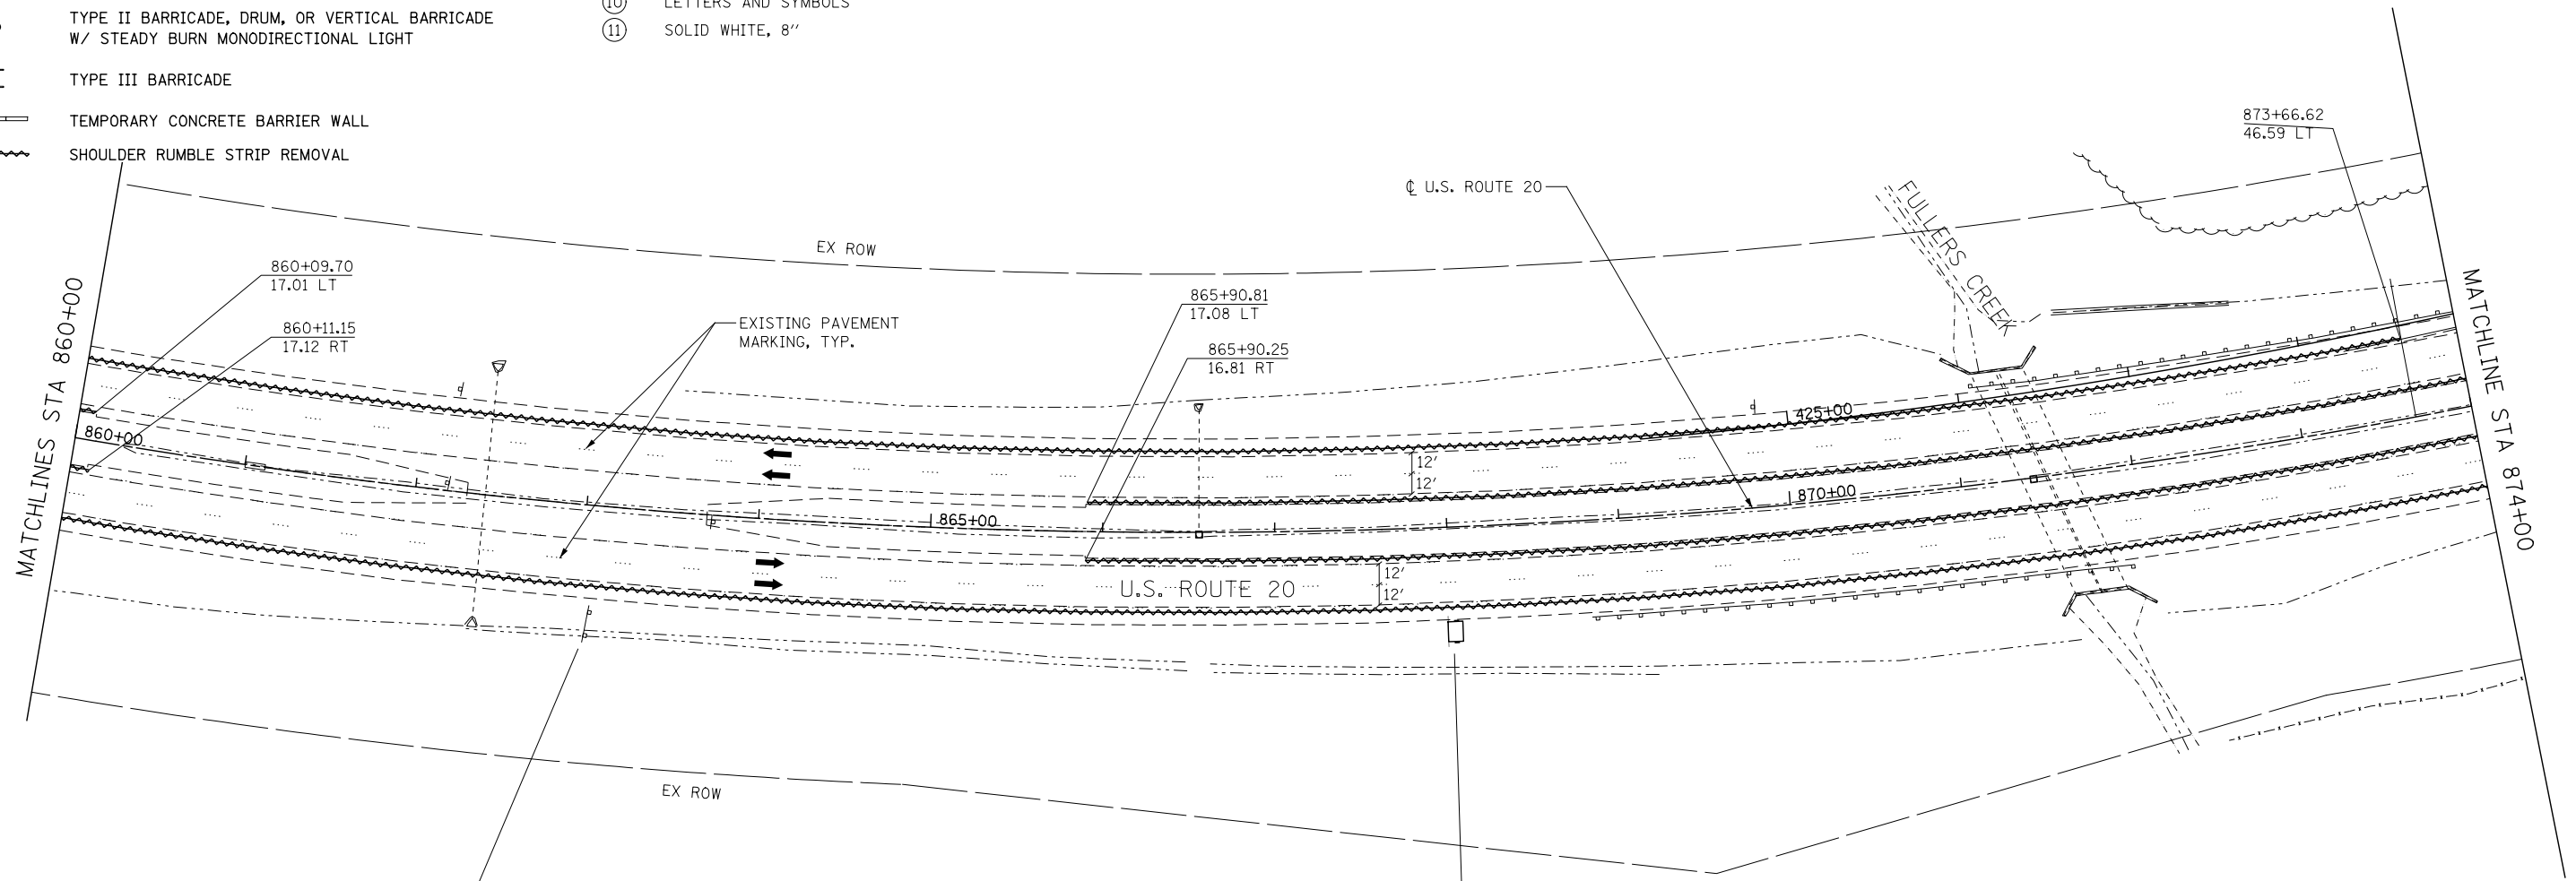 TYPE II BARRICADE, DRUM, OR VERTICAL BARRICADE
W/ STEADY BURN MONODIRECTIONAL LIGHT
TYPE III BARRICADE
TEMPORARY CONCRETE BARRIER WALL
SHOULDER RUMBLE STRIP REMOVAL
10 LETTERS AND SYMBOLS
11 SOLID WHITE, 8"
MATCHLINES STA 860+00
860+09.70
17.01 LT
860+11.15
17.12 RT
860+00
EX ROW
EXISTING PAVEMENT
MARKING, TYP.
865+90.81
17.08 LT
865+90.25
16.81 RT
℄ U.S. ROUTE 20
FULLERS CREEK
873+66.62
46.59 LT
425+00
12'
12'
865+00
870+00
12'
12'
U.S. ROUTE 20
EX ROW
MATCHLINE STA 874+00